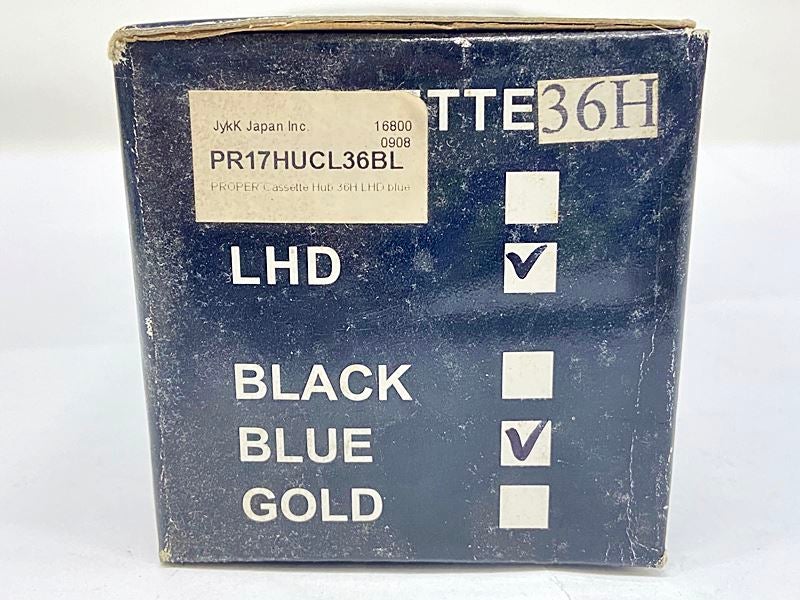 TTE 36H
JykK Japan Inc. 16800
0908
PR17HUCL36BL
PROPER Cassette Hub 36H LHD blue
LHD
BLACK
BLUE
GOLD